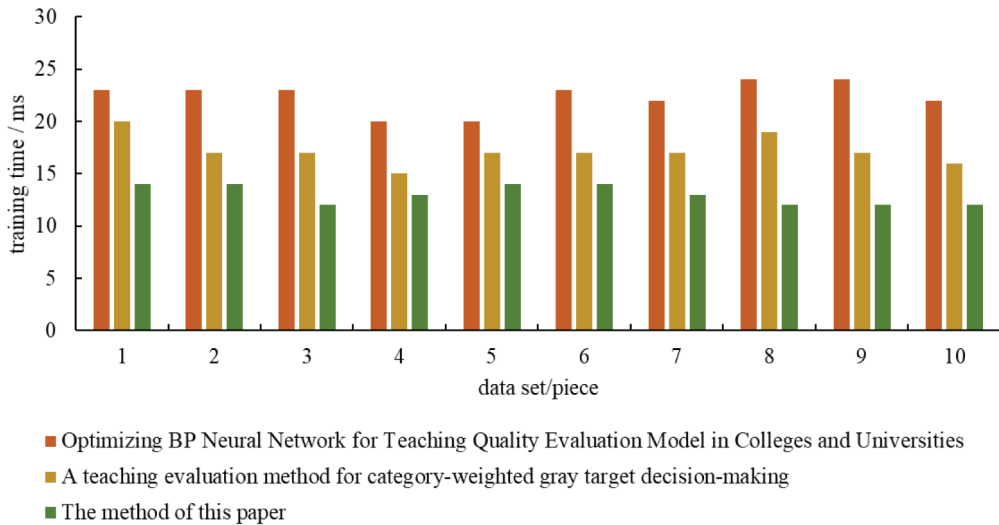 30
25
20
15
10
5
0
training time / ms
1 2 3 4 5 6 7 8 9 10
data set/piece
Optimizing BP Neural Network for Teaching Quality Evaluation Model in Colleges and Universities
A teaching evaluation method for category-weighted gray target decision-making
The method of this paper